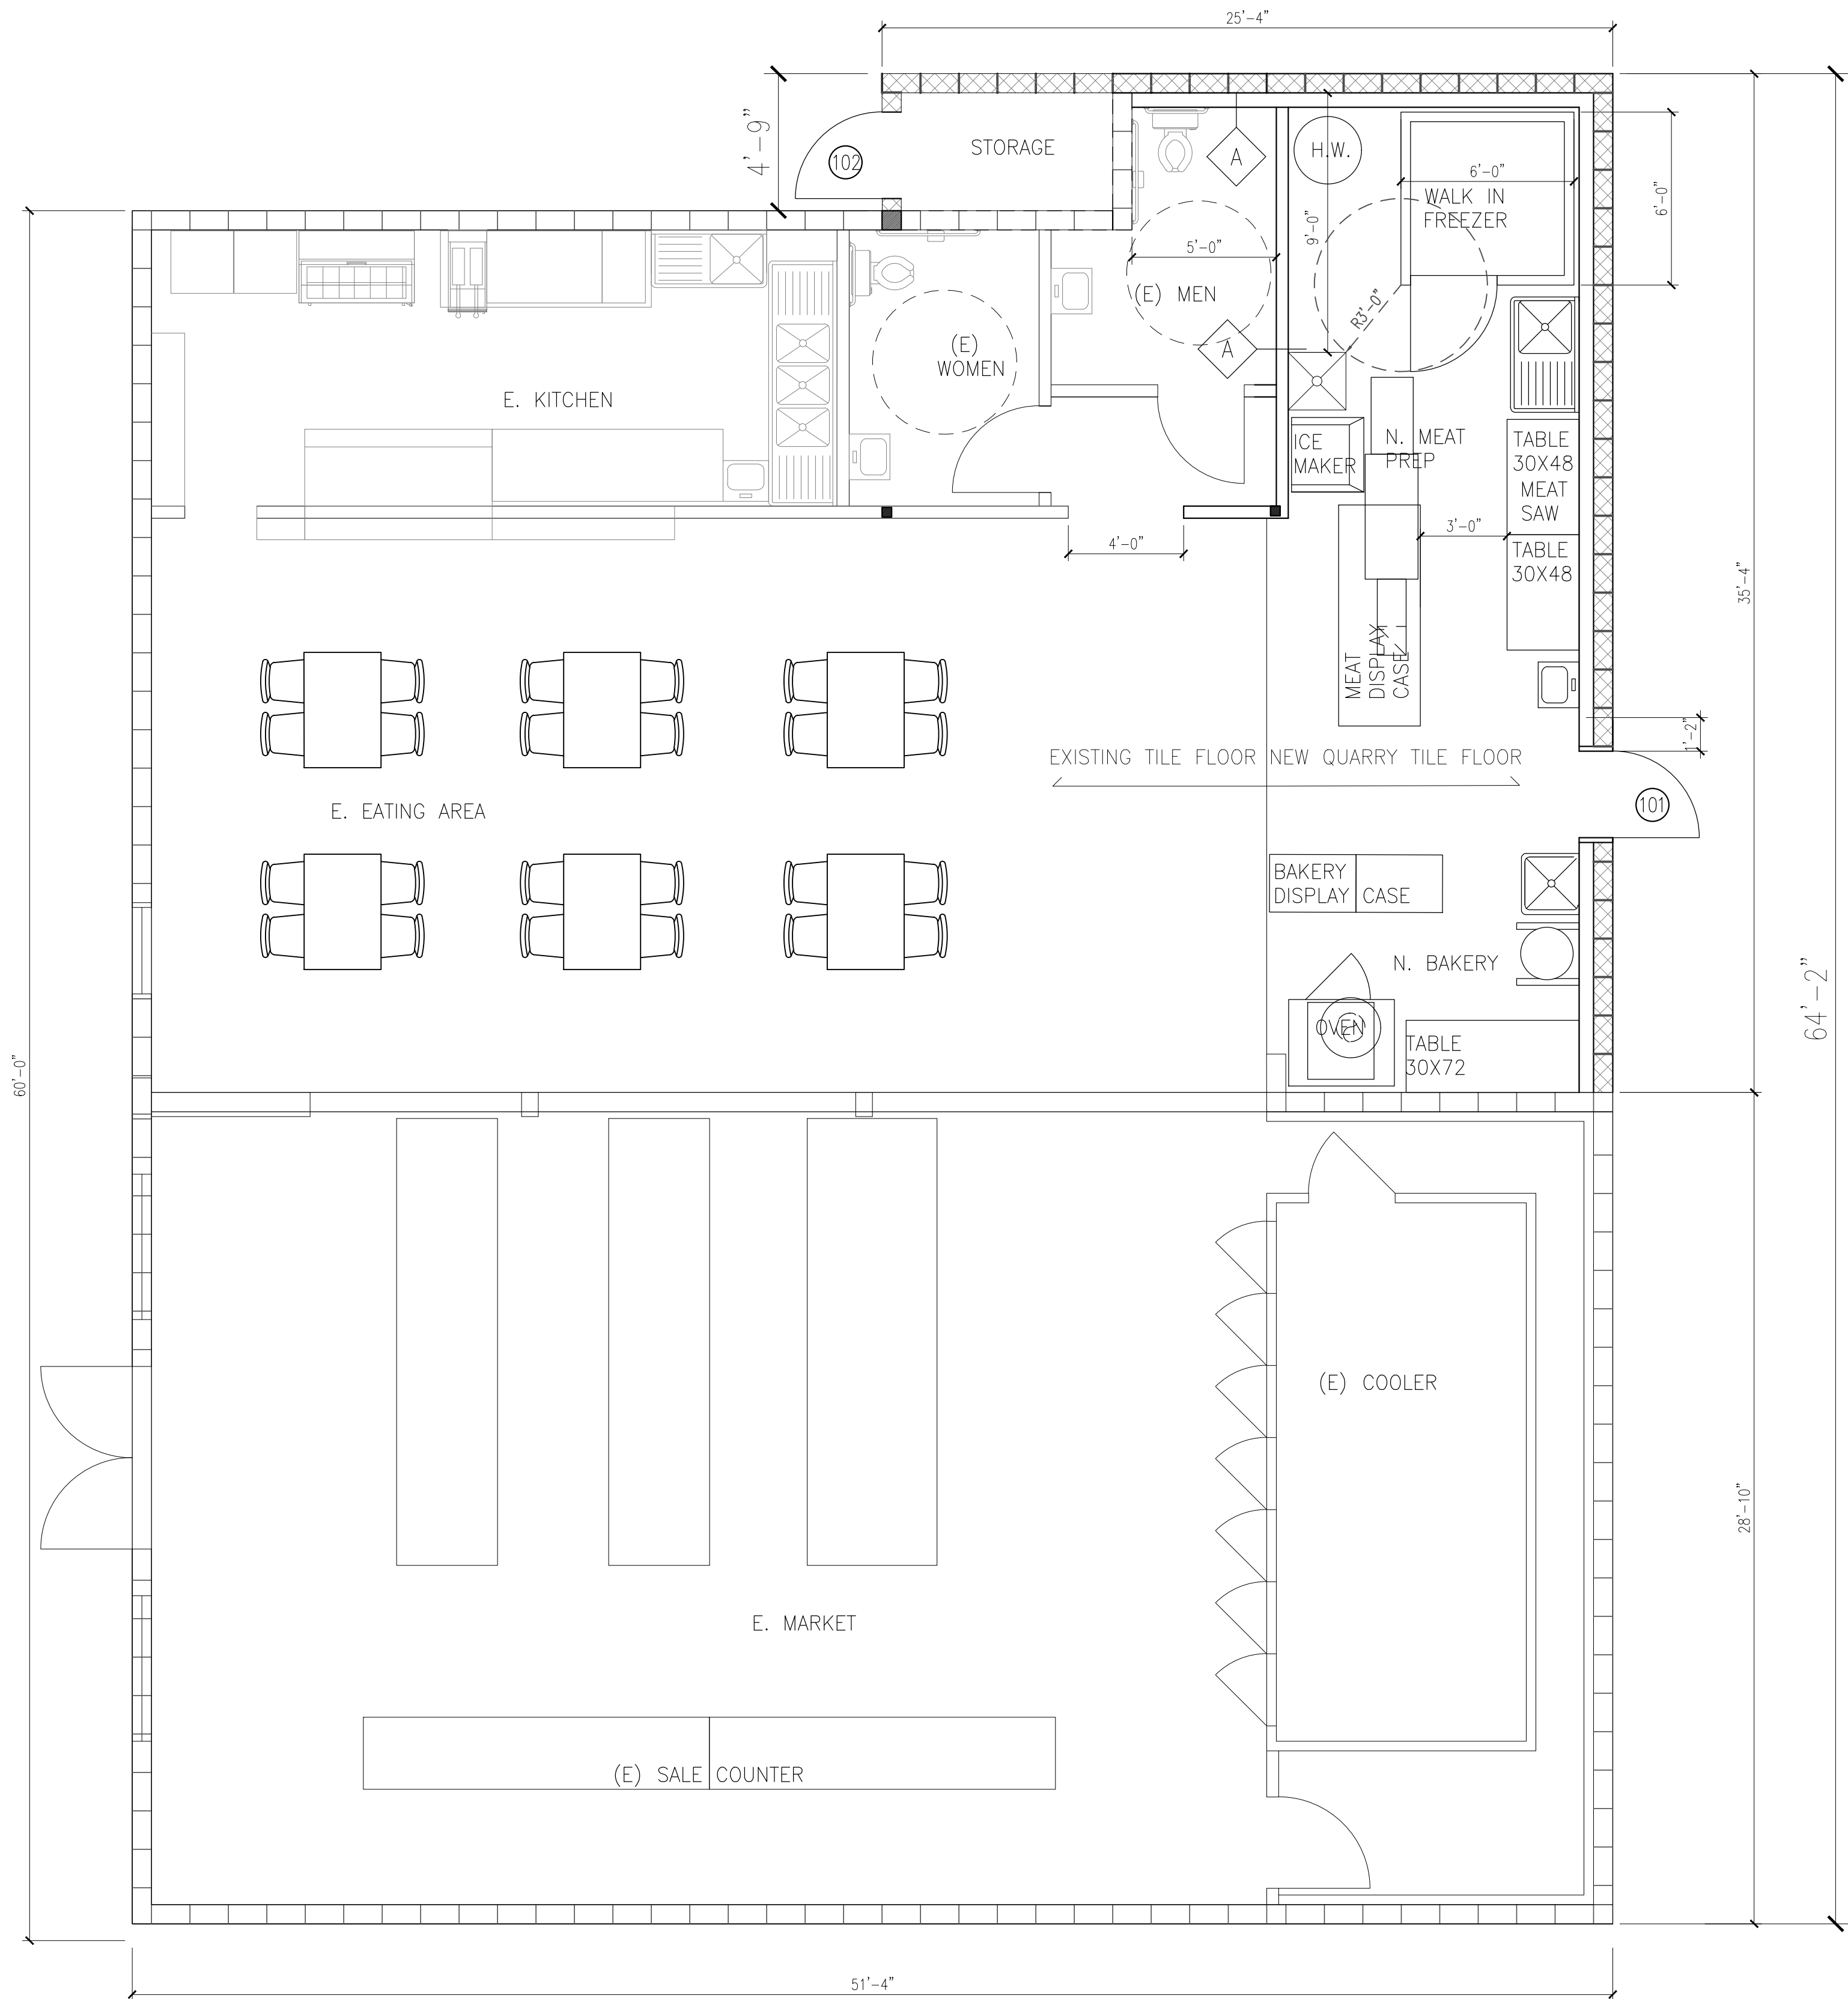 25'-4"
4'-9"
102
STORAGE
A
H.W.
6'-0"
WALK IN
FREEZER
6'-0"
9'-0"
5'-0"
(E) MEN
R3'-0"
A
(E)
WOMEN
E. KITCHEN
ICE
MAKER
N. MEAT
PREP
TABLE
30X48
MEAT
SAW
3'-0"
TABLE
30X48
4'-0"
35'-4"
MEAT
DISPLAY
CASE
1'-2"
EXISTING TILE FLOOR NEW QUARRY TILE FLOOR
101
E. EATING AREA
BAKERY
DISPLAY CASE
N. BAKERY
64'-2"
OVEN
TABLE
30X72
60'-0"
(E) COOLER
28'-10"
E. MARKET
(E) SALE COUNTER
51'-4"